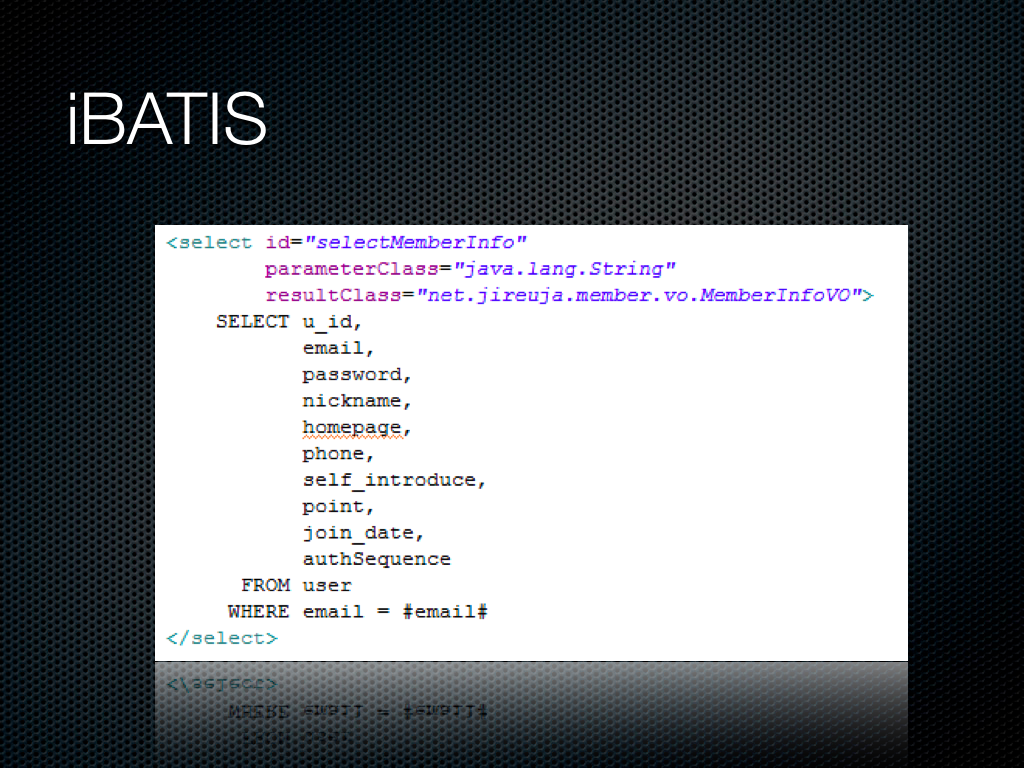 iBATIS
<select id="selectMemberInfo"
parameterClass="java.lang.String"
resultClass="net.jireuja.member.vo.MemberInfoVO">
SELECT u_id,
email,
password,
nickname,
homepage,
phone,
self_introduce,
point,
join_date,
authSequence
FROM user
WHERE email = #email#
</select>